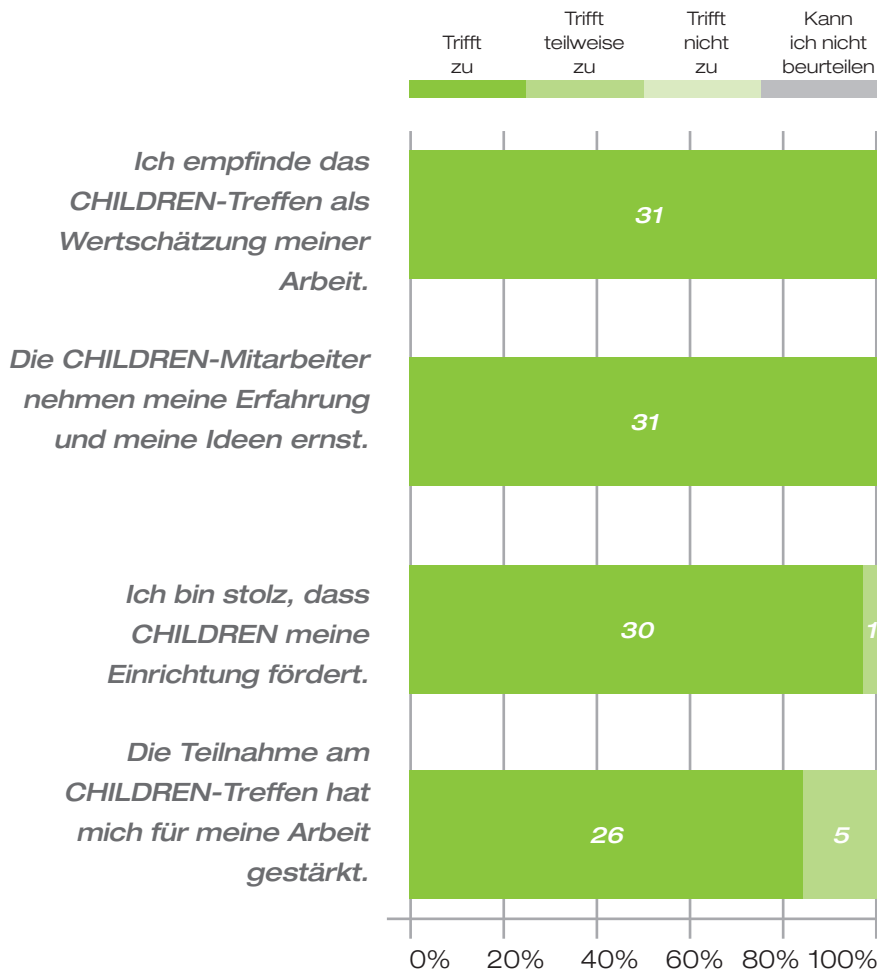 Trifft
zu
Trifft
teilweise
zu
Trifft
nicht
zu
Kann
ich nicht
beurteilen
Ich empfinde das
CHILDREN-Treffen als
Wertschätzung meiner
Arbeit.
31
Die CHILDREN-Mitarbeiter
nehmen meine Erfahrung
und meine Ideen ernst.
31
Ich bin stolz, dass
CHILDREN meine
Einrichtung fördert.
30 1
Die Teilnahme am
CHILDREN-Treffen hat
mich für meine Arbeit
gestärkt.
26 5
0% 20% 40% 60% 80% 100%